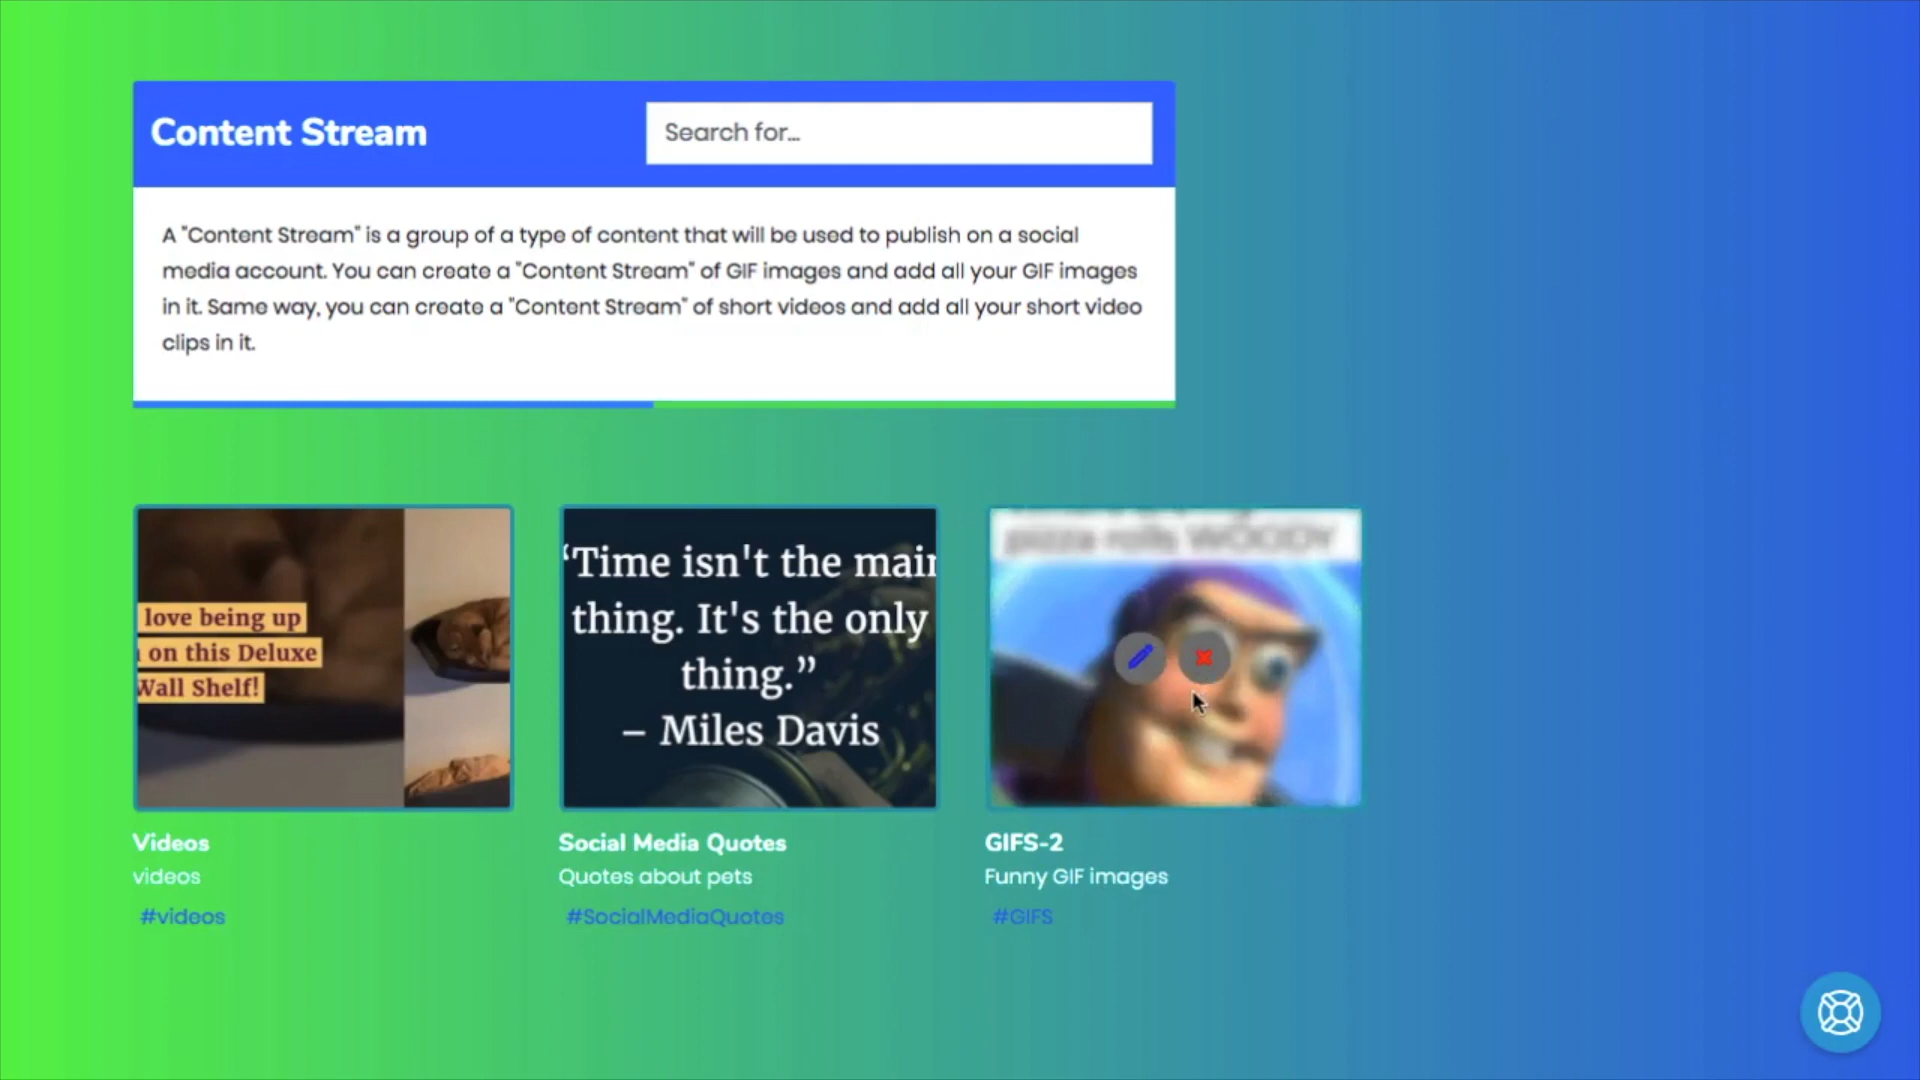 Content Stream
Search for...
A "Content Stream" is a group of a type of content that will be used to publish on a social
media account. You can create a "Content Stream" of GIF images and add all your GIF images
in it. Same way, you can create a "Content Stream" of short videos and add all your short video
clips in it.
love being up
on this Deluxe
Wall Shelf!
“Time isn't the main
thing. It's the only
thing.”
– Miles Davis
pizza rolls WOODY
Videos
videos
#videos
Social Media Quotes
Quotes about pets
#SocialMediaQuotes
GIFS-2
Funny GIF images
#GIFS